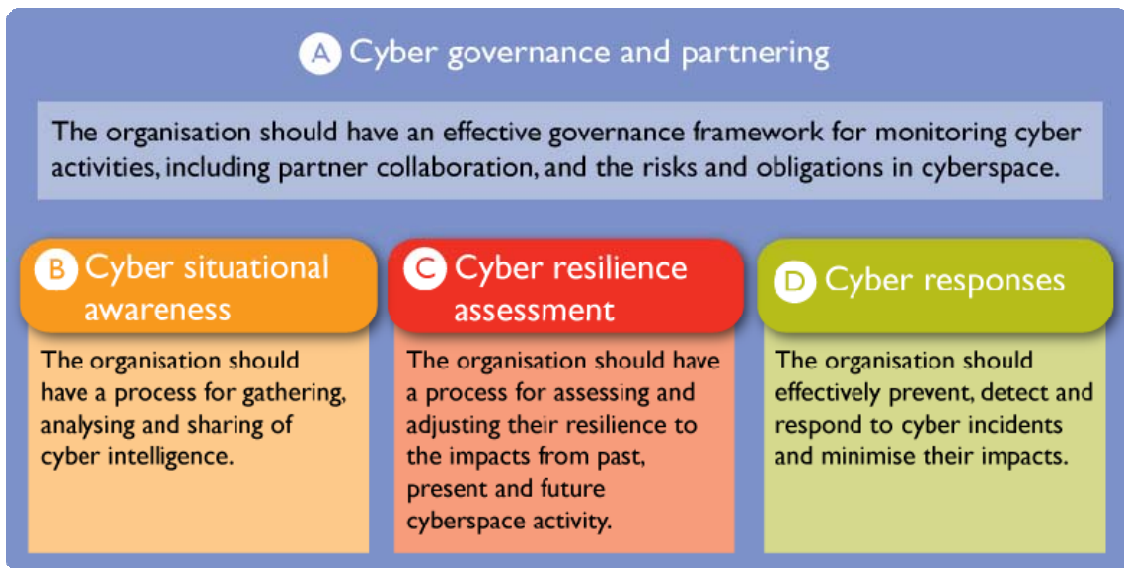 A Cyber governance and partnering
The organisation should have an effective governance framework for monitoring cyber
activities, including partner collaboration, and the risks and obligations in cyberspace.
B Cyber situational
awareness
The organisation should
have a process for gathering,
analysing and sharing of
cyber intelligence.
C Cyber resilience
assessment
The organisation should have
a process for assessing and
adjusting their resilience to
the impacts from past,
present and future
cyberspace activity.
D Cyber responses
The organisation should
effectively prevent, detect and
respond to cyber incidents
and minimise their impacts.